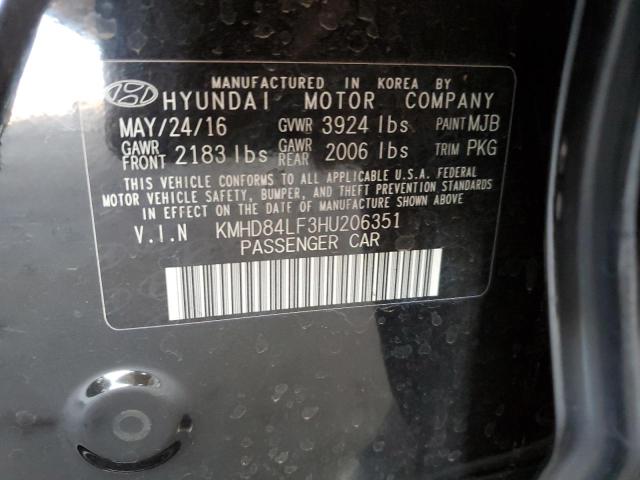 MANUFACTURED IN KOREA BY
HYUNDAI MOTOR COMPANY
MAY/24/16 GVWR 3924 lbs PAINT MJB
GAWR FRONT 2183 lbs GAWR REAR 2006 lbs TRIM PKG
THIS VEHICLE CONFORMS TO ALL APPLICABLE U.S.A. FEDERAL
MOTOR VEHICLE SAFETY, BUMPER, AND THEFT PREVENTION STANDARDS
IN EFFECT ON THE DATE OF MANUFACTURE SHOWN ABOVE
V.I.N KMHD84LF3HU206351
PASSENGER CAR